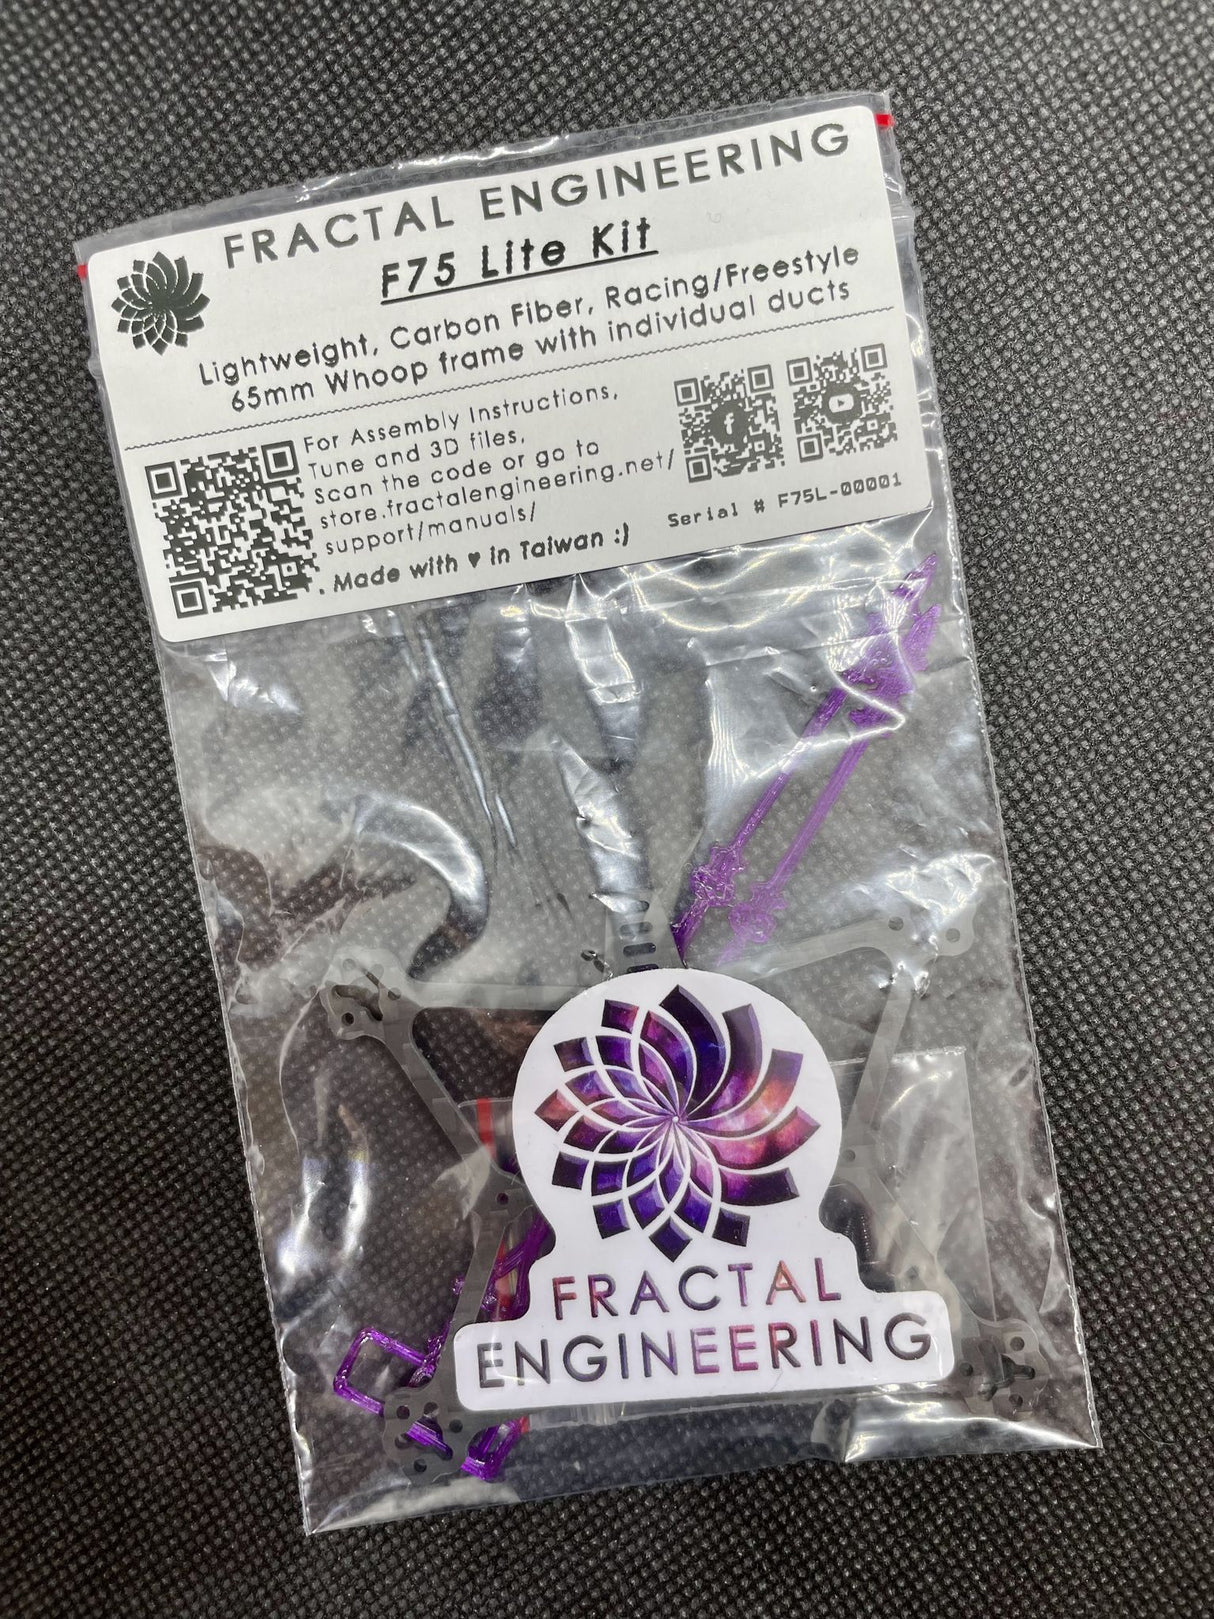 FRACTAL ENGINEERING
F75 Lite Kit
Lightweight, Carbon Fiber, Racing/Freestyle
65mm Whoop frame with individual ducts
For Assembly Instructions,
Tune and 3D files,
Scan the code or go to
store.fractalengineering.net/
support/manuals/
. Made with ♥ in Taiwan :)
Serial # F75L-00001
FRACTAL
ENGINEERING